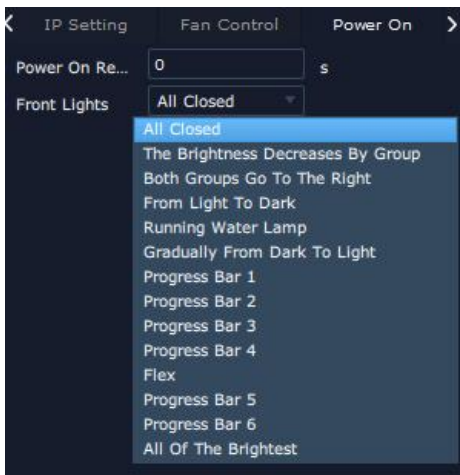 IP Setting Fan Control Power On
Power On Re... 0 s
Front Lights All Closed
All Closed
The Brightness Decreases By Group
Both Groups Go To The Right
From Light To Dark
Running Water Lamp
Gradually From Dark To Light
Progress Bar 1
Progress Bar 2
Progress Bar 3
Progress Bar 4
Flex
Progress Bar 5
Progress Bar 6
All Of The Brightest